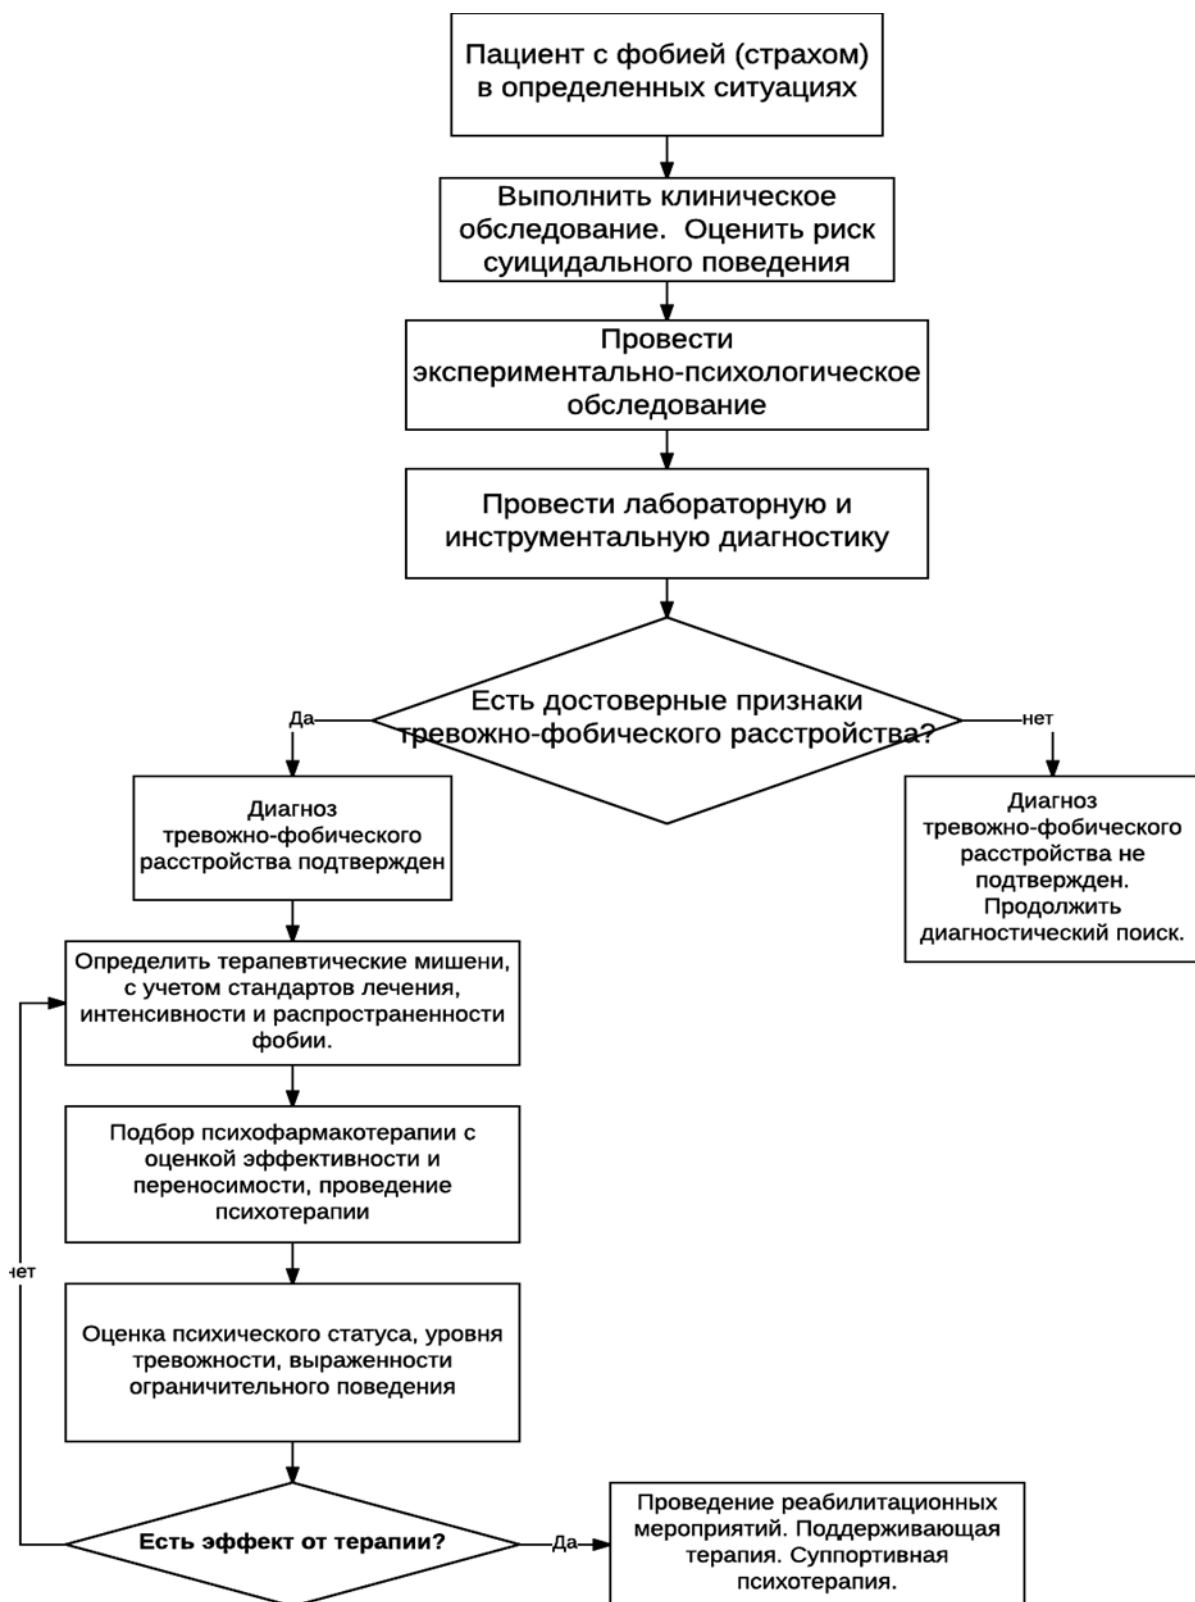 Пациент с фобией (страхом)
в определенных ситуациях
Выполнить клиническое
обследование. Оценить риск
суицидального поведения
Провести
экспериментально-психологическое
обследование
Провести лабораторную и
инструментальную диагностику
Есть достоверные признаки
тревожно-фобического расстройства?
Да
нет
Диагноз
тревожно-фобического
расстройства подтвержден
Диагноз
тревожно-фобического
расстройства не
подтвержден.
Продолжить
диагностический поиск.
Определить терапевтические мишени,
с учетом стандартов лечения,
интенсивности и распространенности
фобии.
Подбор психофармакотерапии с
оценкой эффективности и
переносимости, проведение
психотерапии
нет
Оценка психического статуса, уровня
тревожности, выраженности
ограничительного поведения
Есть эффект от терапии?
Да
Проведение реабилитационных
мероприятий. Поддерживающая
терапия. Суппортивная
психотерапия.